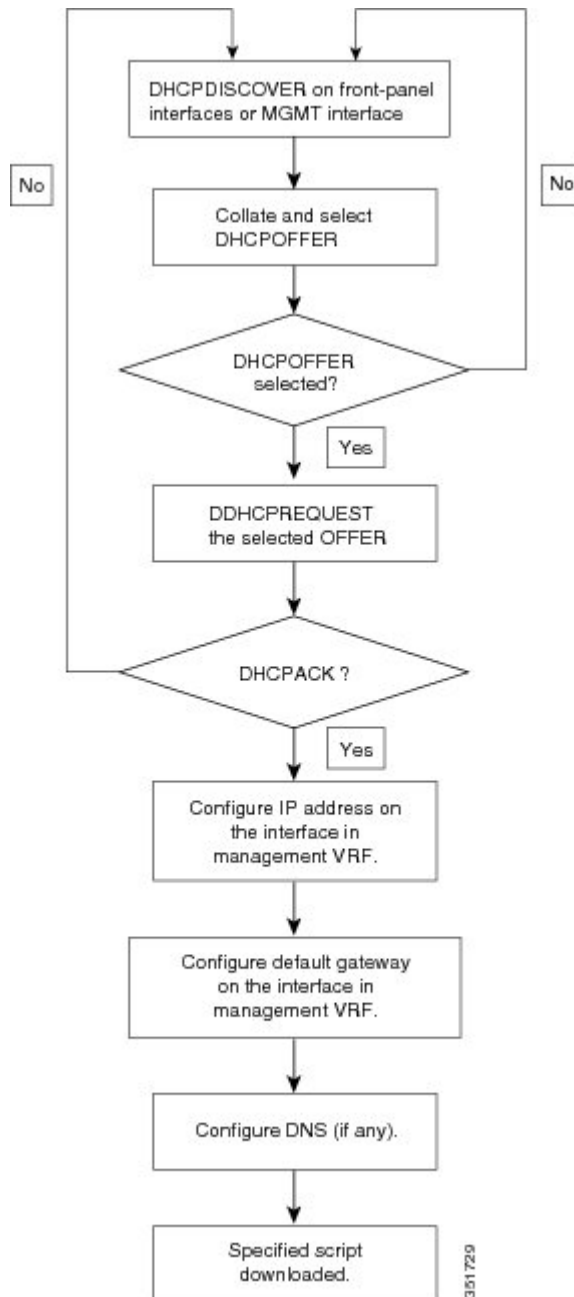 DHCPDISCOVER on front-panel
interfaces or MGMT interface
No
No
Collate and select
DHCPOFFER
DHCPOFFER
selected?
Yes
DDHCPREQUEST
the selected OFFER
DHCPACK ?
Yes
Configure IP address on
the interface in
management VRF.
Configure default gateway
on the interface in
management VRF.
Configure DNS (if any).
Specified script
downloaded.
351729